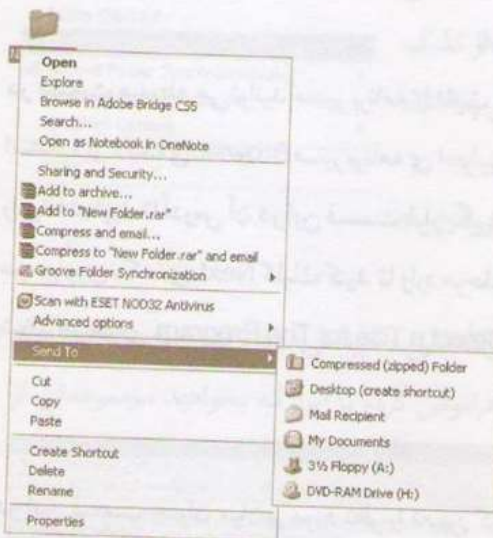 Open
Explore
Browse in Adobe Bridge CS5
Search...
Open as Notebook in OneNote
Sharing and Security...
Add to archive...
Add to "New Folder.rar"
Compress and email...
Compress to "New Folder.rar" and email
Groove Folder Synchronization
Scan with ESET NOD32 Antivirus
Advanced options
Send To
Compressed (zipped) Folder
Desktop (create shortcut)
Mail Recipient
My Documents
3½ Floppy (A:)
DVD-RAM Drive (H:)
Cut
Copy
Paste
Create Shortcut
Delete
Rename
Properties